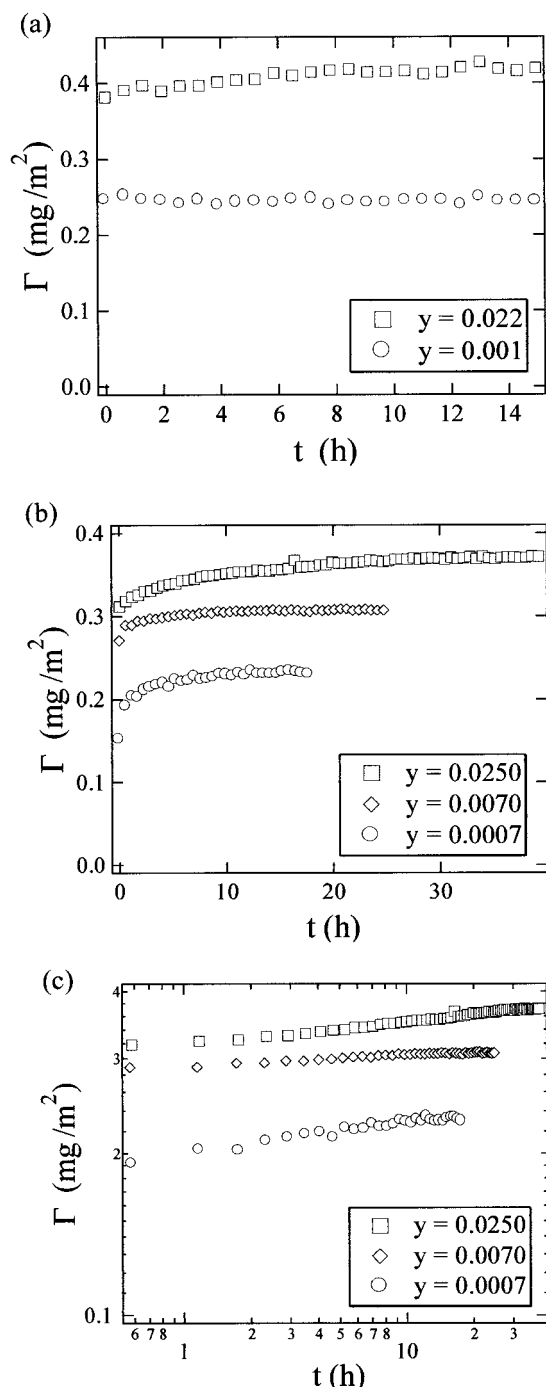 (a)
0.4
0.3
0.2
0.1
0.0
Γ (mg/m²)
□ y = 0.022
○ y = 0.001
0 2 4 6 8 10 12 14
t (h)
(b)
0.4
0.3
0.2
0.1
0.0
Γ (mg/m²)
□ y = 0.0250
◇ y = 0.0070
○ y = 0.0007
0 10 20 30
t (h)
(c)
4
3
2
0.1
Γ (mg/m²)
□ y = 0.0250
◇ y = 0.0070
○ y = 0.0007
6 7 8 1 2 3 4 5 6 7 8 10 2 3
t (h)